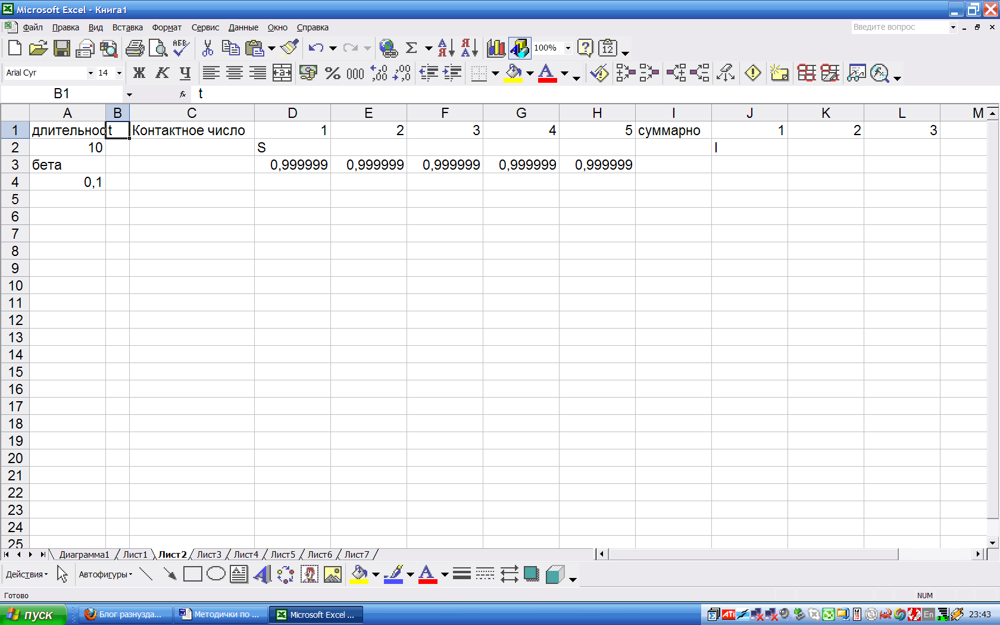 Microsoft Excel - Книга1
Файл Правка Вид Вставка Формат Сервис Данные Окно Справка Введите вопрос
100%
Arial Cyr 14 Ж К Ч % 000
B1 fx t
A B C D E F G H I J K L M
1 длительнос t Контактное число 1 2 3 4 5 суммарно 1 2 3
2 10 S I
3 бета 0,999999 0,999999 0,999999 0,999999 0,999999
4 0,1
5
6
7
8
9
10
11
12
13
14
15
16
17
18
19
20
21
22
23
24
25
Диаграмма1 Лист1 Лист2 Лист3 Лист4 Лист5 Лист6 Лист7
Действия Автофигуры
Готово NUM
пуск Блог разнузда... Методички по ... Microsoft Excel ... En 23:43